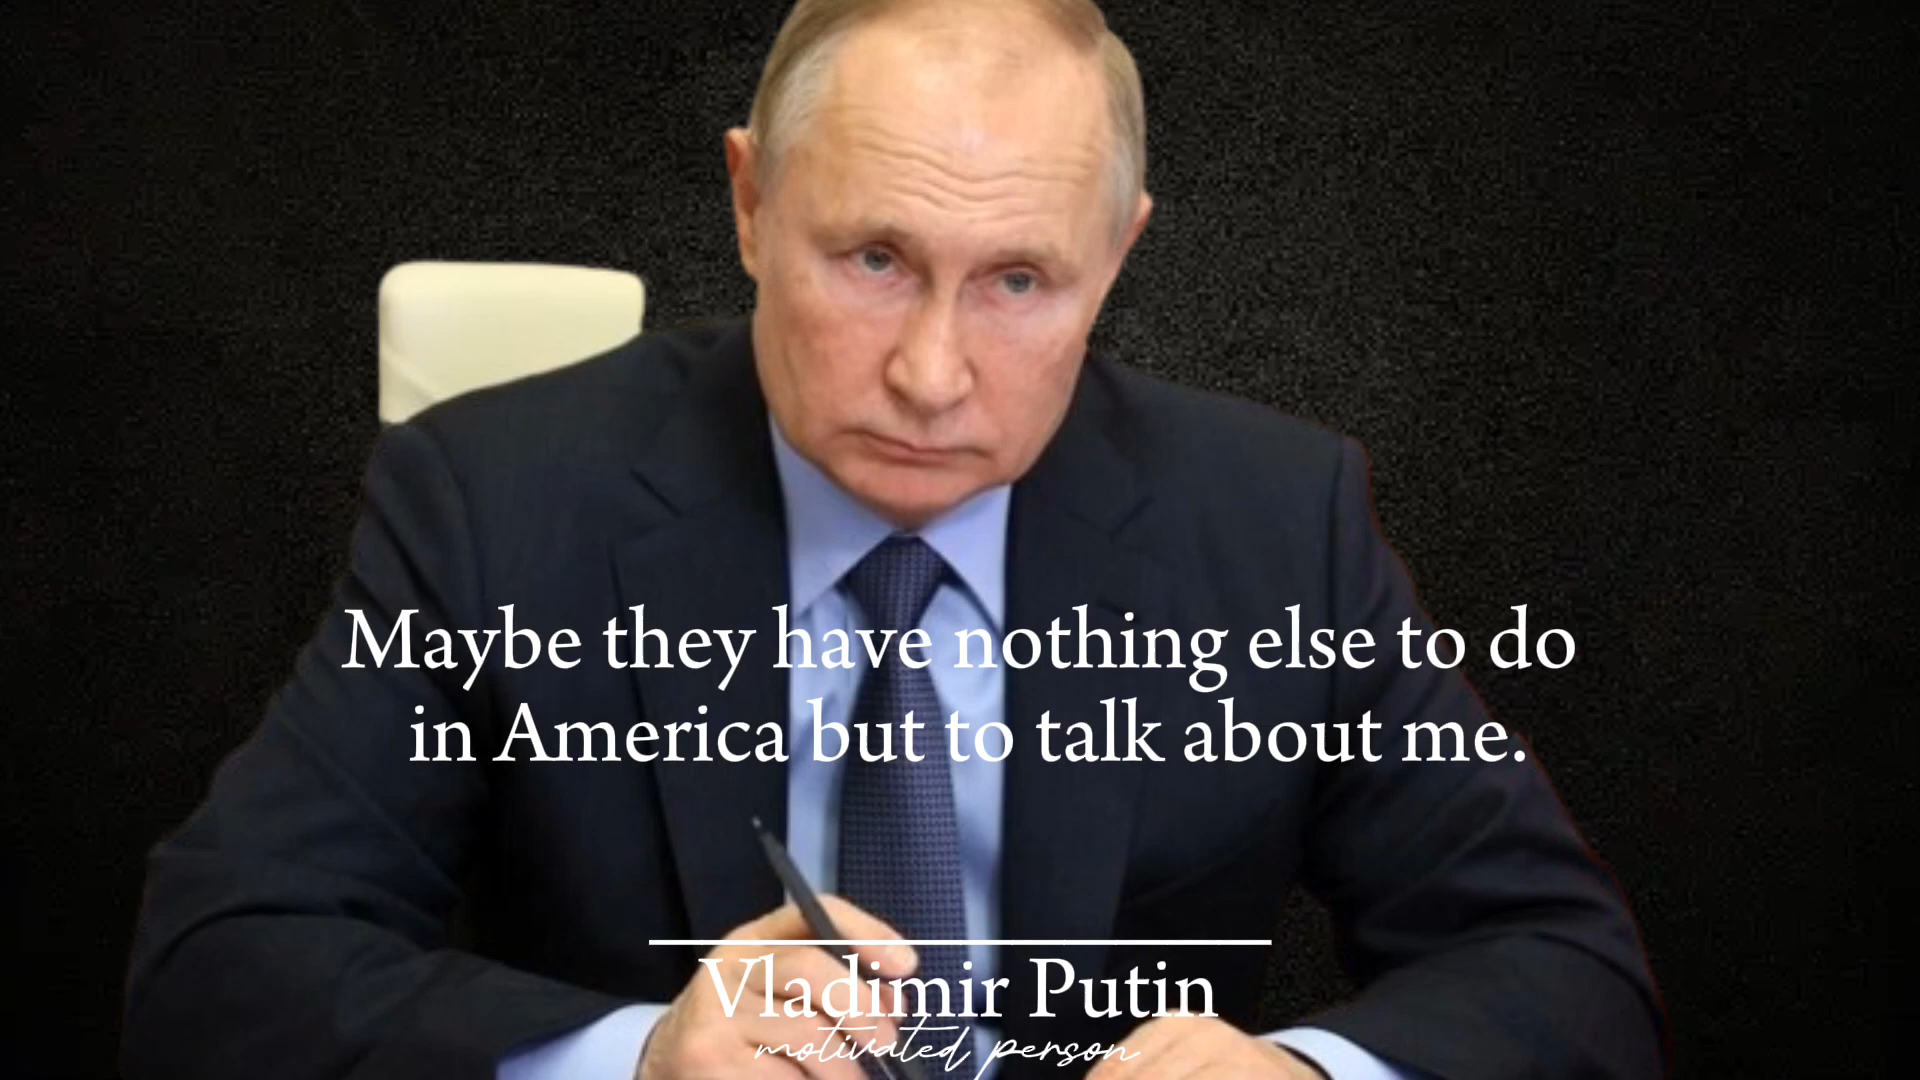 Maybe they have nothing else to do
in America but to talk about me.
Vladimir Putin
motivated person